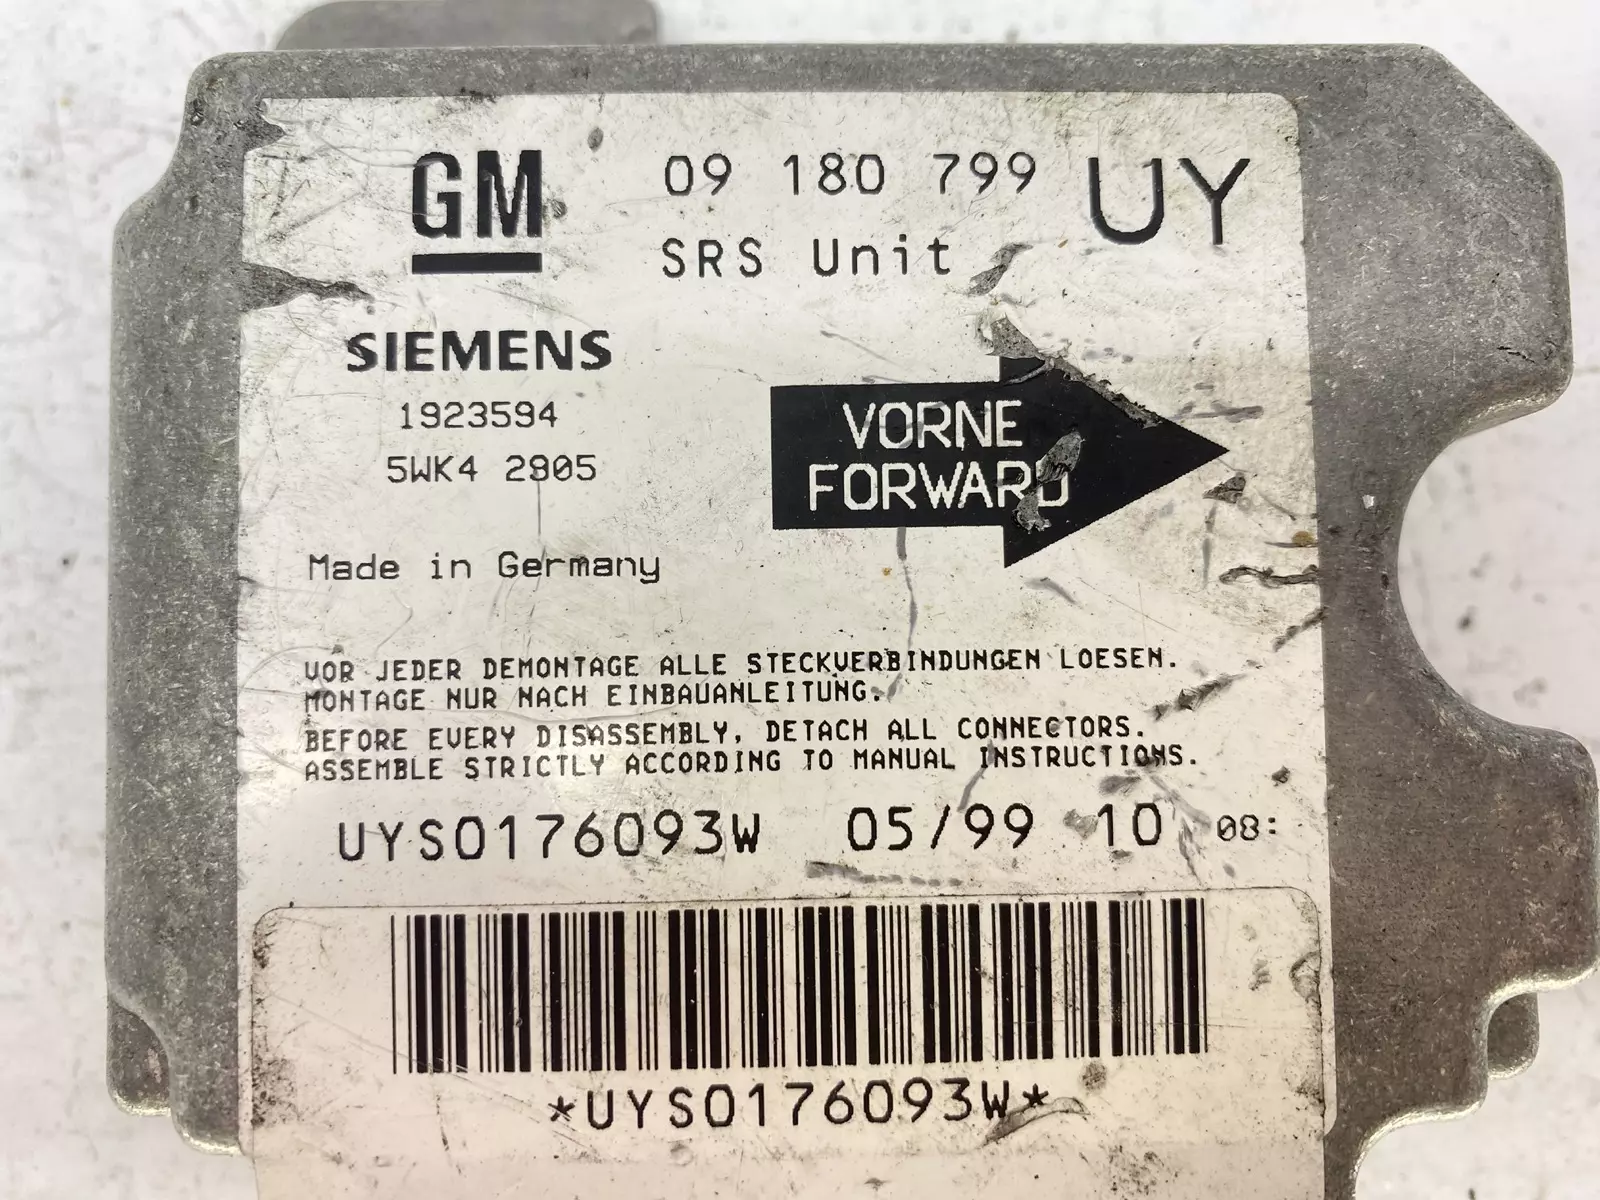 GM 09 180 799 UY
SRS Unit
SIEMENS
1923594
5WK4 2805
VORNE
FORWARD
Made in Germany
VOR JEDER DEMONTAGE ALLE STECKVERBINDUNGEN LOESEN.
MONTAGE NUR NACH EINBAUANLEITUNG.
BEFORE EVERY DISASSEMBLY, DETACH ALL CONNECTORS.
ASSEMBLE STRICTLY ACCORDING TO MANUAL INSTRUCTIONS.
UYS0176093W 05/99 10 08:
*UYS0176093W*